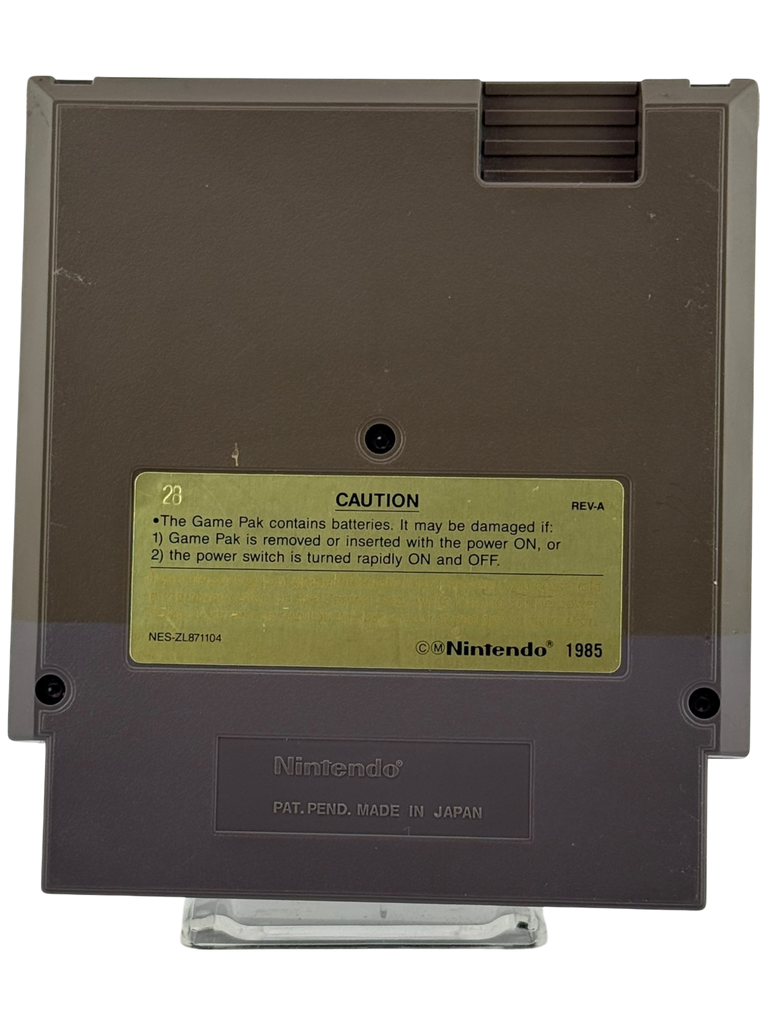 28
CAUTION
REV-A
•The Game Pak contains batteries. It may be damaged if:
1) Game Pak is removed or inserted with the power ON, or
2) the power switch is turned rapidly ON and OFF.
NES-ZL871104
©ⓂNintendo® 1985
Nintendo®
PAT. PEND. MADE IN JAPAN